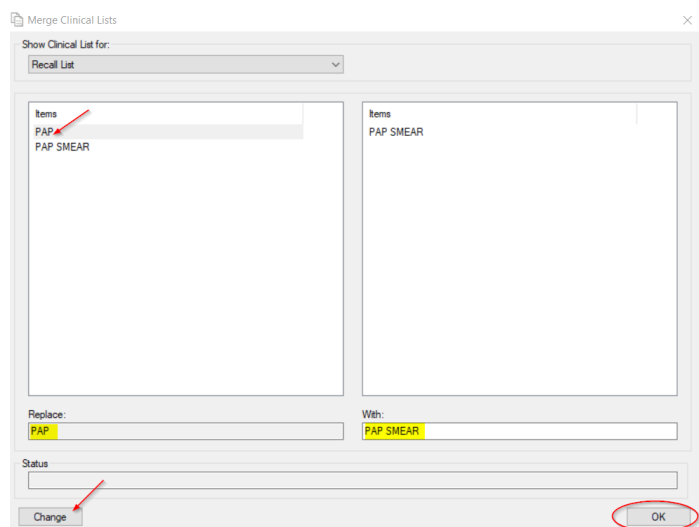 Merge Clinical Lists
Show Clinical List for:
Recall List
Items
PAP
PAP SMEAR
Items
PAP SMEAR
Replace:
PAP
With:
PAP SMEAR
Status
Change
OK